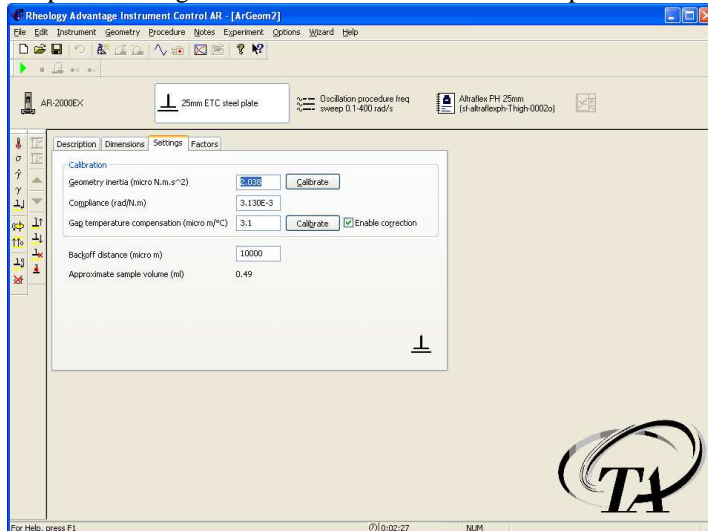 Rheology Advantage Instrument Control AR - [ArGeom2]
File Edit Instrument Geometry Procedure Notes Experiment Options Wizard Help
AR-2000EX
25mm ETC steel plate
Oscillation procedure freq
sweep 0.1-400 rad/s
Altraflex PH 25mm
(sf-altraflexph-Thigh-0002o)
Description Dimensions Settings Factors
Calibration
Geometry inertia (micro N.m.s^2) 2.038 Calibrate
Compliance (rad/N.m) 3.130E-3
Gap temperature compensation (micro m/°C) 3.1 Calibrate Enable correction
Backoff distance (micro m) 10000
Approximate sample volume (ml) 0.49
TA
For Help, press F1 0:02:27 NUM